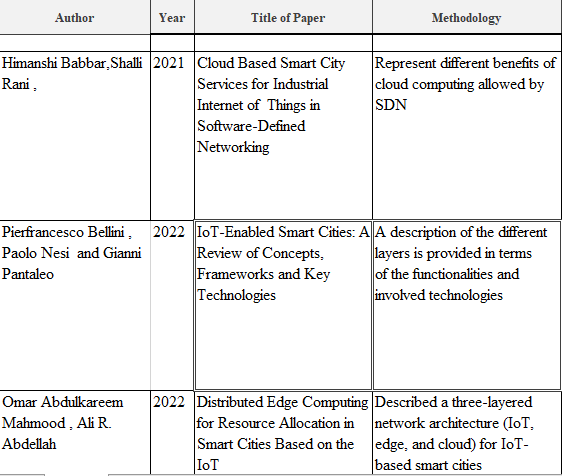 Author Year Title of Paper Methodology
Himanshi Babbar,Shalli
Rani ,
2021
Cloud Based Smart City
Services for Industrial
Internet of Things in
Software-Defined
Networking
Represent different benefits of
cloud computing allowed by
SDN
Pierfrancesco Bellini ,
Paolo Nesi and Gianni
Pantaleo
2022
IoT-Enabled Smart Cities: A
Review of Concepts,
Frameworks and Key
Technologies
A description of the different
layers is provided in terms
of the functionalities and
involved technologies
Omar Abdulkareem
Mahmood , Ali R.
Abdellah
2022
Distributed Edge Computing
for Resource Allocation in
Smart Cities Based on the
IoT
Described a three-layered
network architecture (IoT,
edge, and cloud) for IoT-
based smart cities